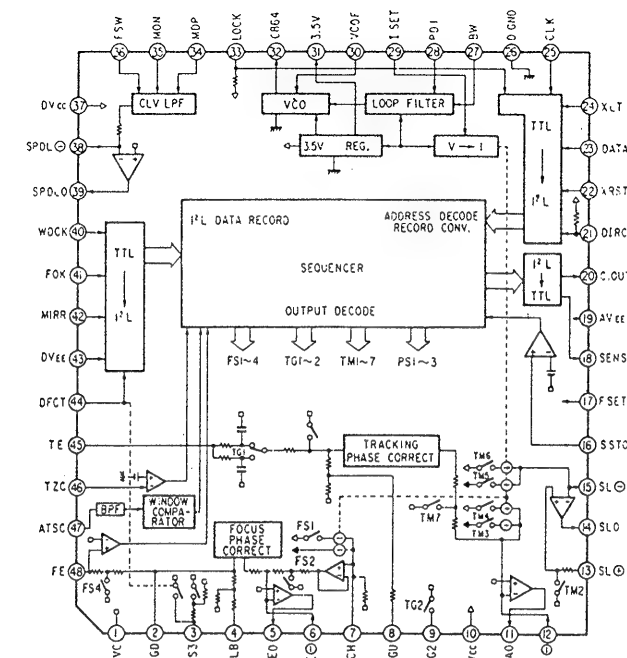 FSW MON MDP LOCK C864 3.5V VCOF I SET PDI BW D GND CLK
36 35 34 33 32 31 30 29 28 27 26 25
DVcc 37
CLV LPF
VCO
LOOP FILTER
24 XLT
SPDL⊖ 38
3.5V REG.
V → I
TTL
I²L
23 DATA
SPDLO 39
22 XRST
WDCK 40
I²L DATA RECORD
ADDRESS DECODE
RECORD CONV.
21 DIRC
TTL
I²L
FOK 41
SEQUENCER
I²L
TTL
20 C.OUT
MIRR 42
OUTPUT DECODE
19 AVEE
DVEE 43
FS1~4 TG1~2 TM1~7 PS1~3
18 SENS
DFCT 44
17 FSET
TE 45
TG1
TRACKING
PHASE CORRECT
16 SSTO
TZC 46
TM6
TM5
15 SL⊖
BPF
WINDOW
COMPA-
RATOR
ATSC 47
FOCUS
PHASE
CORRECT
FS1
TM7
TM4
TM3
14 SLO
FE 48
FS4
FS2
TG2
TM2
13 SL⊕
1 2 3 4 5 6 7 8 9 10 11 12
VC GD S3 LB EO ⊖ CH GU G2 Vcc AO ⊖